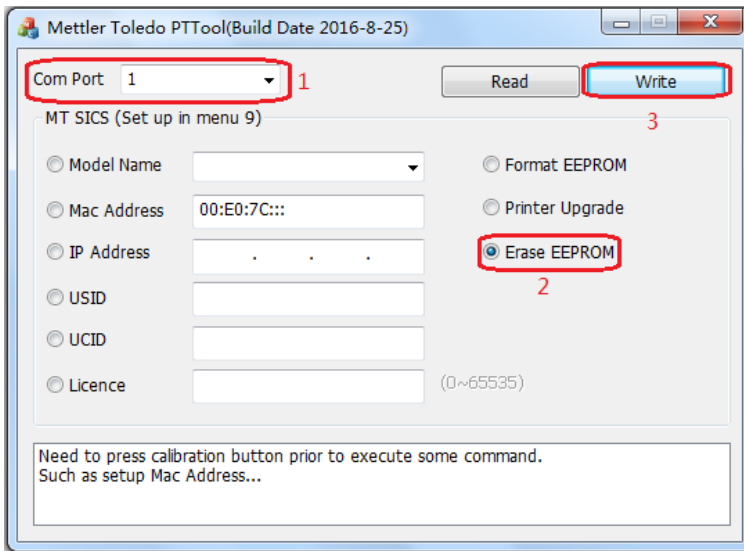 Mettler Toledo PTTool(Build Date 2016-8-25)
Com Port 1 1 Read Write
3
MT SICS (Set up in menu 9)
Model Name Format EEPROM
Mac Address 00:E0:7C::: Printer Upgrade
IP Address . . . Erase EEPROM
2
USID
UCID
Licence (0~65535)
Need to press calibration button prior to execute some command.
Such as setup Mac Address...